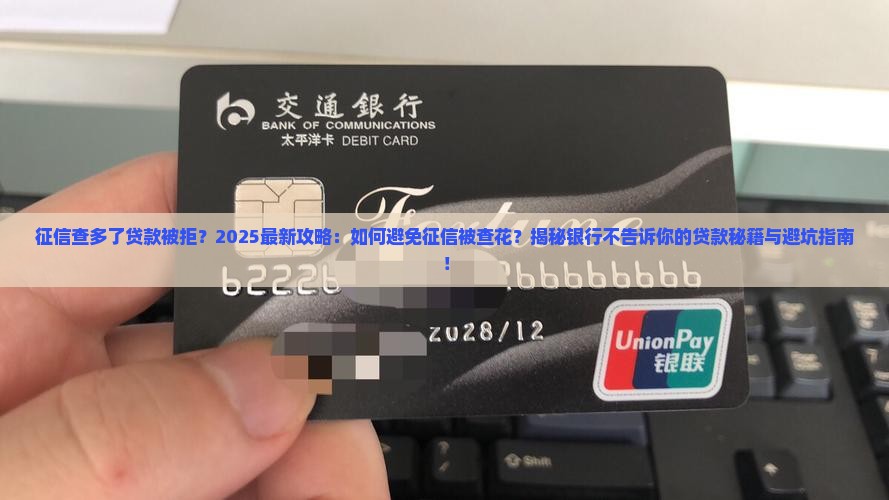 交通銀行
BANK OF COMMUNICATIONS
太平洋卡 DEBIT CARD
Fortune
征信查多了贷款被拒？2025最新攻略：如何避免征信被查花？揭秘银行不告诉你的贷款秘籍与避坑指南
！
2028/12
UnionPay
银联
Shift